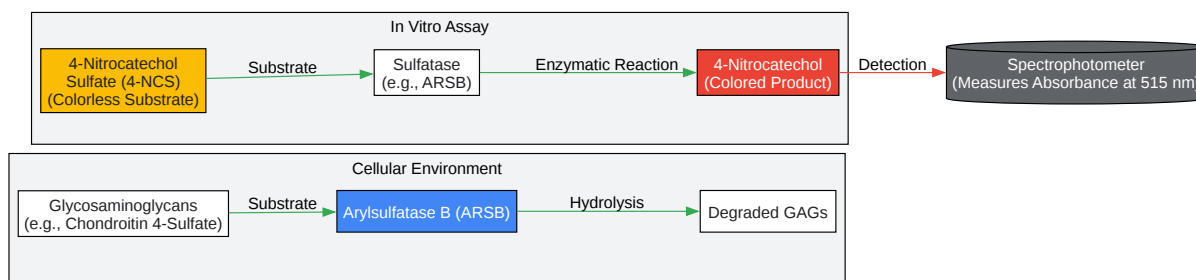 In Vitro Assay
4-Nitrocatechol
Sulfate (4-NCS)
(Colorless Substrate)
Substrate
Sulfatase
(e.g., ARSB)
Enzymatic Reaction
4-Nitrocatechol
(Colored Product)
Detection
Spectrophotometer
(Measures Absorbance at 515 nm)
Cellular Environment
Glycosaminoglycans
(e.g., Chondroitin 4-Sulfate)
Substrate
Arylsulfatase B (ARSB)
Hydrolysis
Degraded GAGs